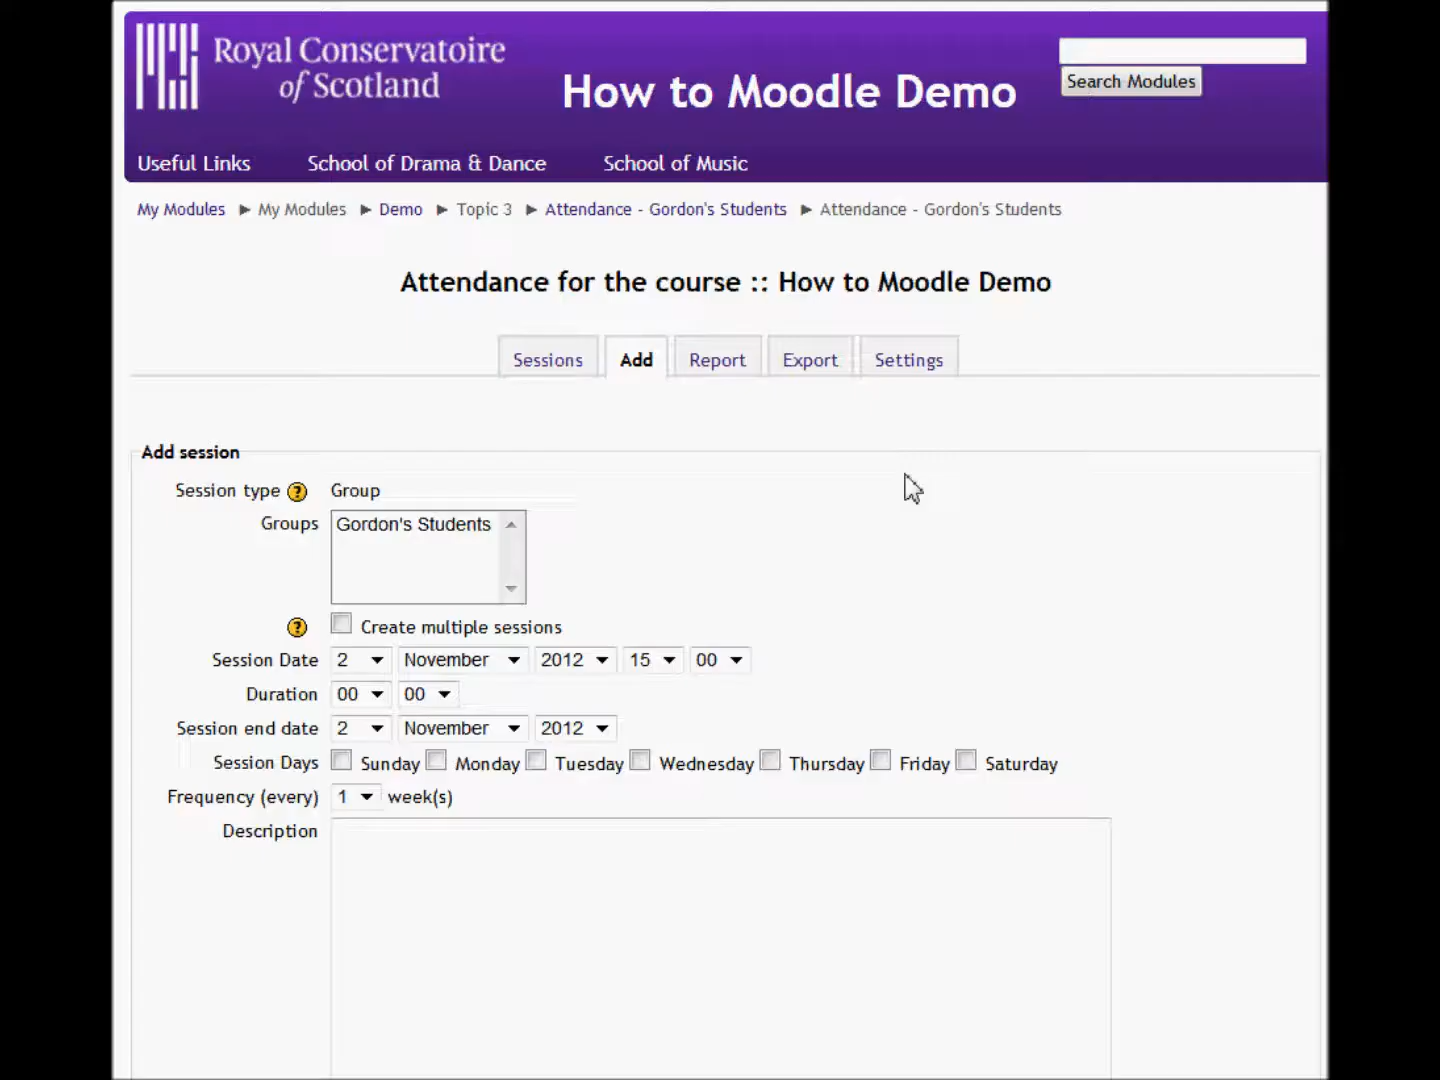 Royal Conservatoire
of Scotland
How to Moodle Demo
Search Modules
Useful Links School of Drama & Dance School of Music
My Modules ► My Modules ► Demo ► Topic 3 ► Attendance - Gordon's Students ► Attendance - Gordon's Students
Attendance for the course :: How to Moodle Demo
Sessions Add Report Export Settings
Add session
Session type ? Group
Groups Gordon's Students
? Create multiple sessions
Session Date 2 November 2012 15 00
Duration 00 00
Session end date 2 November 2012
Session Days Sunday Monday Tuesday Wednesday Thursday Friday Saturday
Frequency (every) 1 week(s)
Description